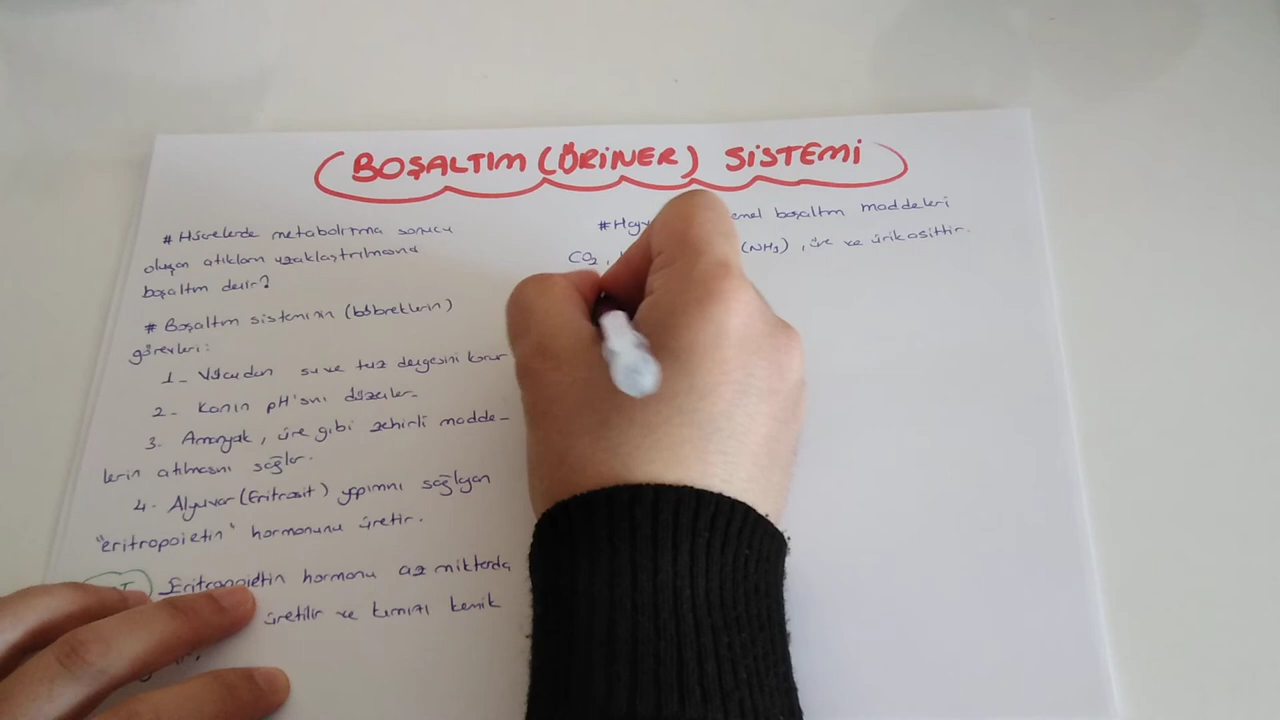 BOŞALTIM (ÜRİNER) SİSTEMİ
# Hücrelerde metabolizma sonucu
oluşan atıkların uzaklaştırılmasına
boşaltım denir?
# Boşaltım sisteminin (böbreklerin)
görevleri:
1- Vücudun su ve tuz dengesini korur
2- Kanın pH'sını düzenler.
3. Amonyak, üre gibi zehirli madde-
lerin atılmasını sağlar.
4- Alyuvar (Eritrosit) yapımını sağlayan
"eritropoietin" hormonunu üretir.
Eritropoietin hormonu az miktarda
üretilir ve kırmızı kemik
# boşaltım maddeleri
CO2, (NH3), üre ve ürikasittir.